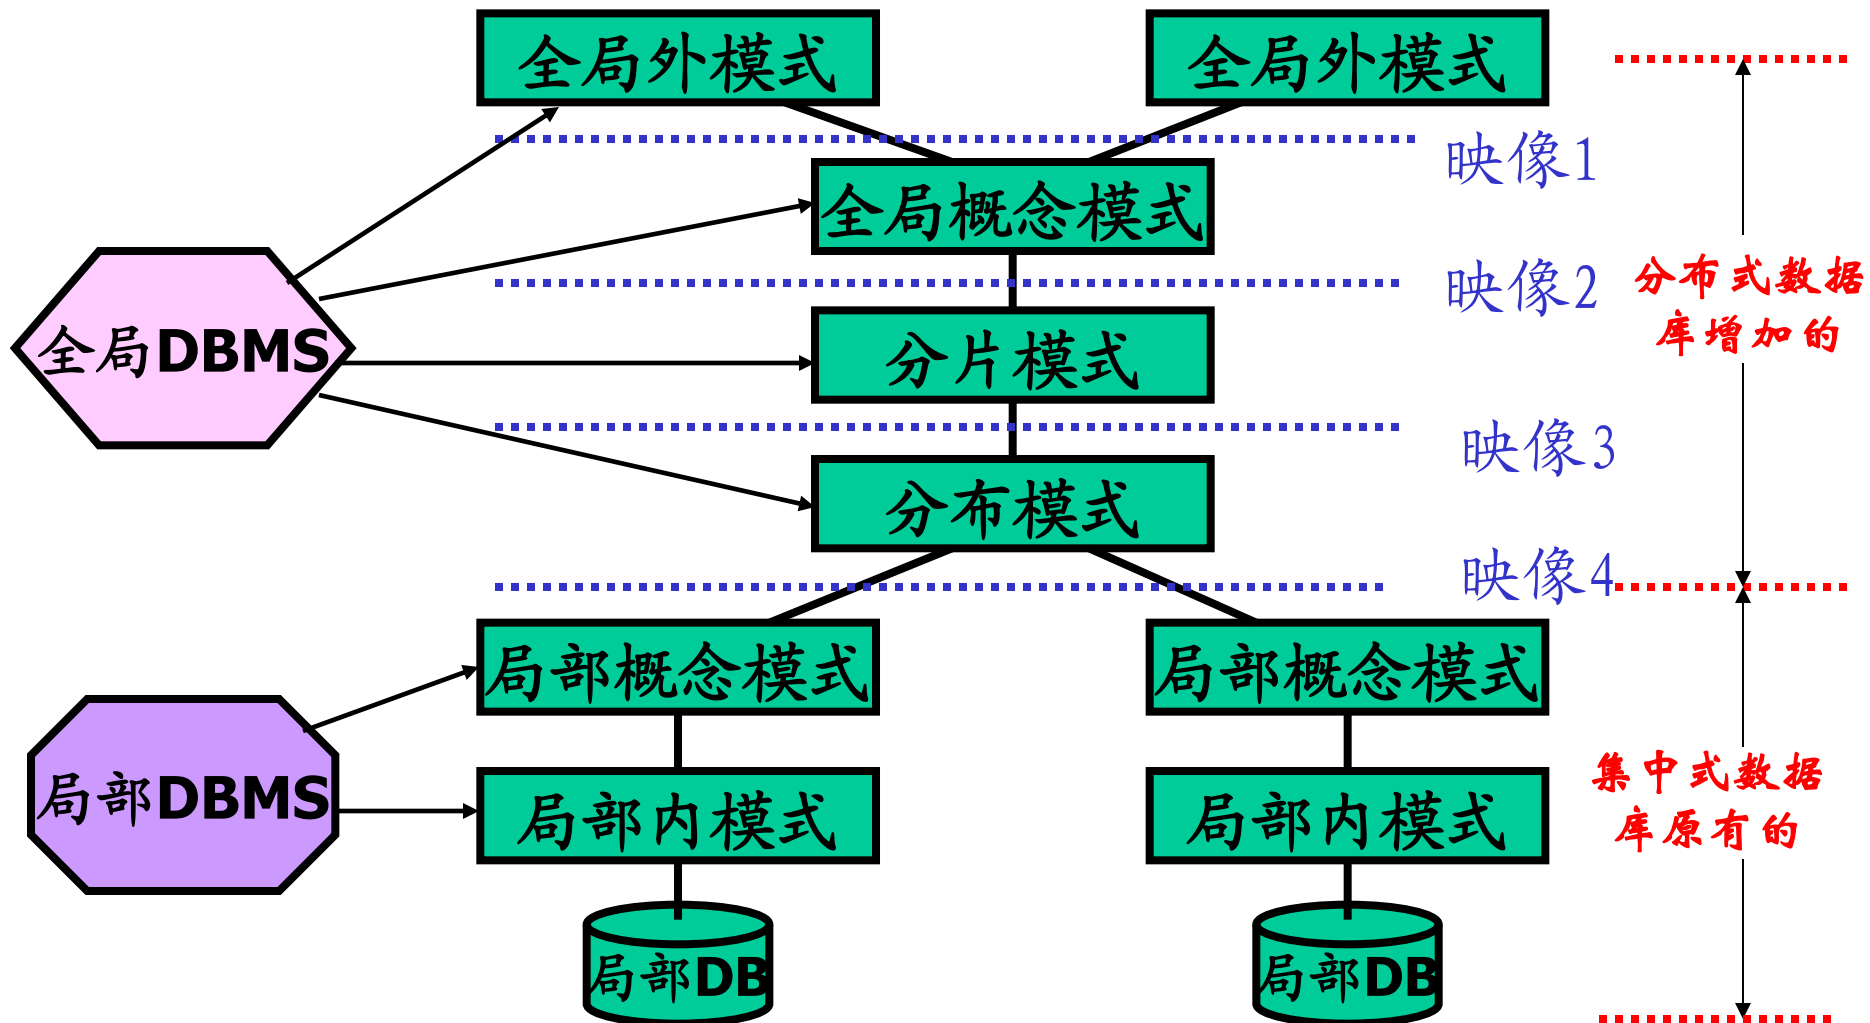 全局外模式
全局外模式
映像1
全局概念模式
映像2
分布式数据
库增加的
全局DBMS
分片模式
映像3
分布模式
映像4
局部概念模式
局部概念模式
局部DBMS
集中式数据
库原有的
局部内模式
局部内模式
局部DB
局部DB